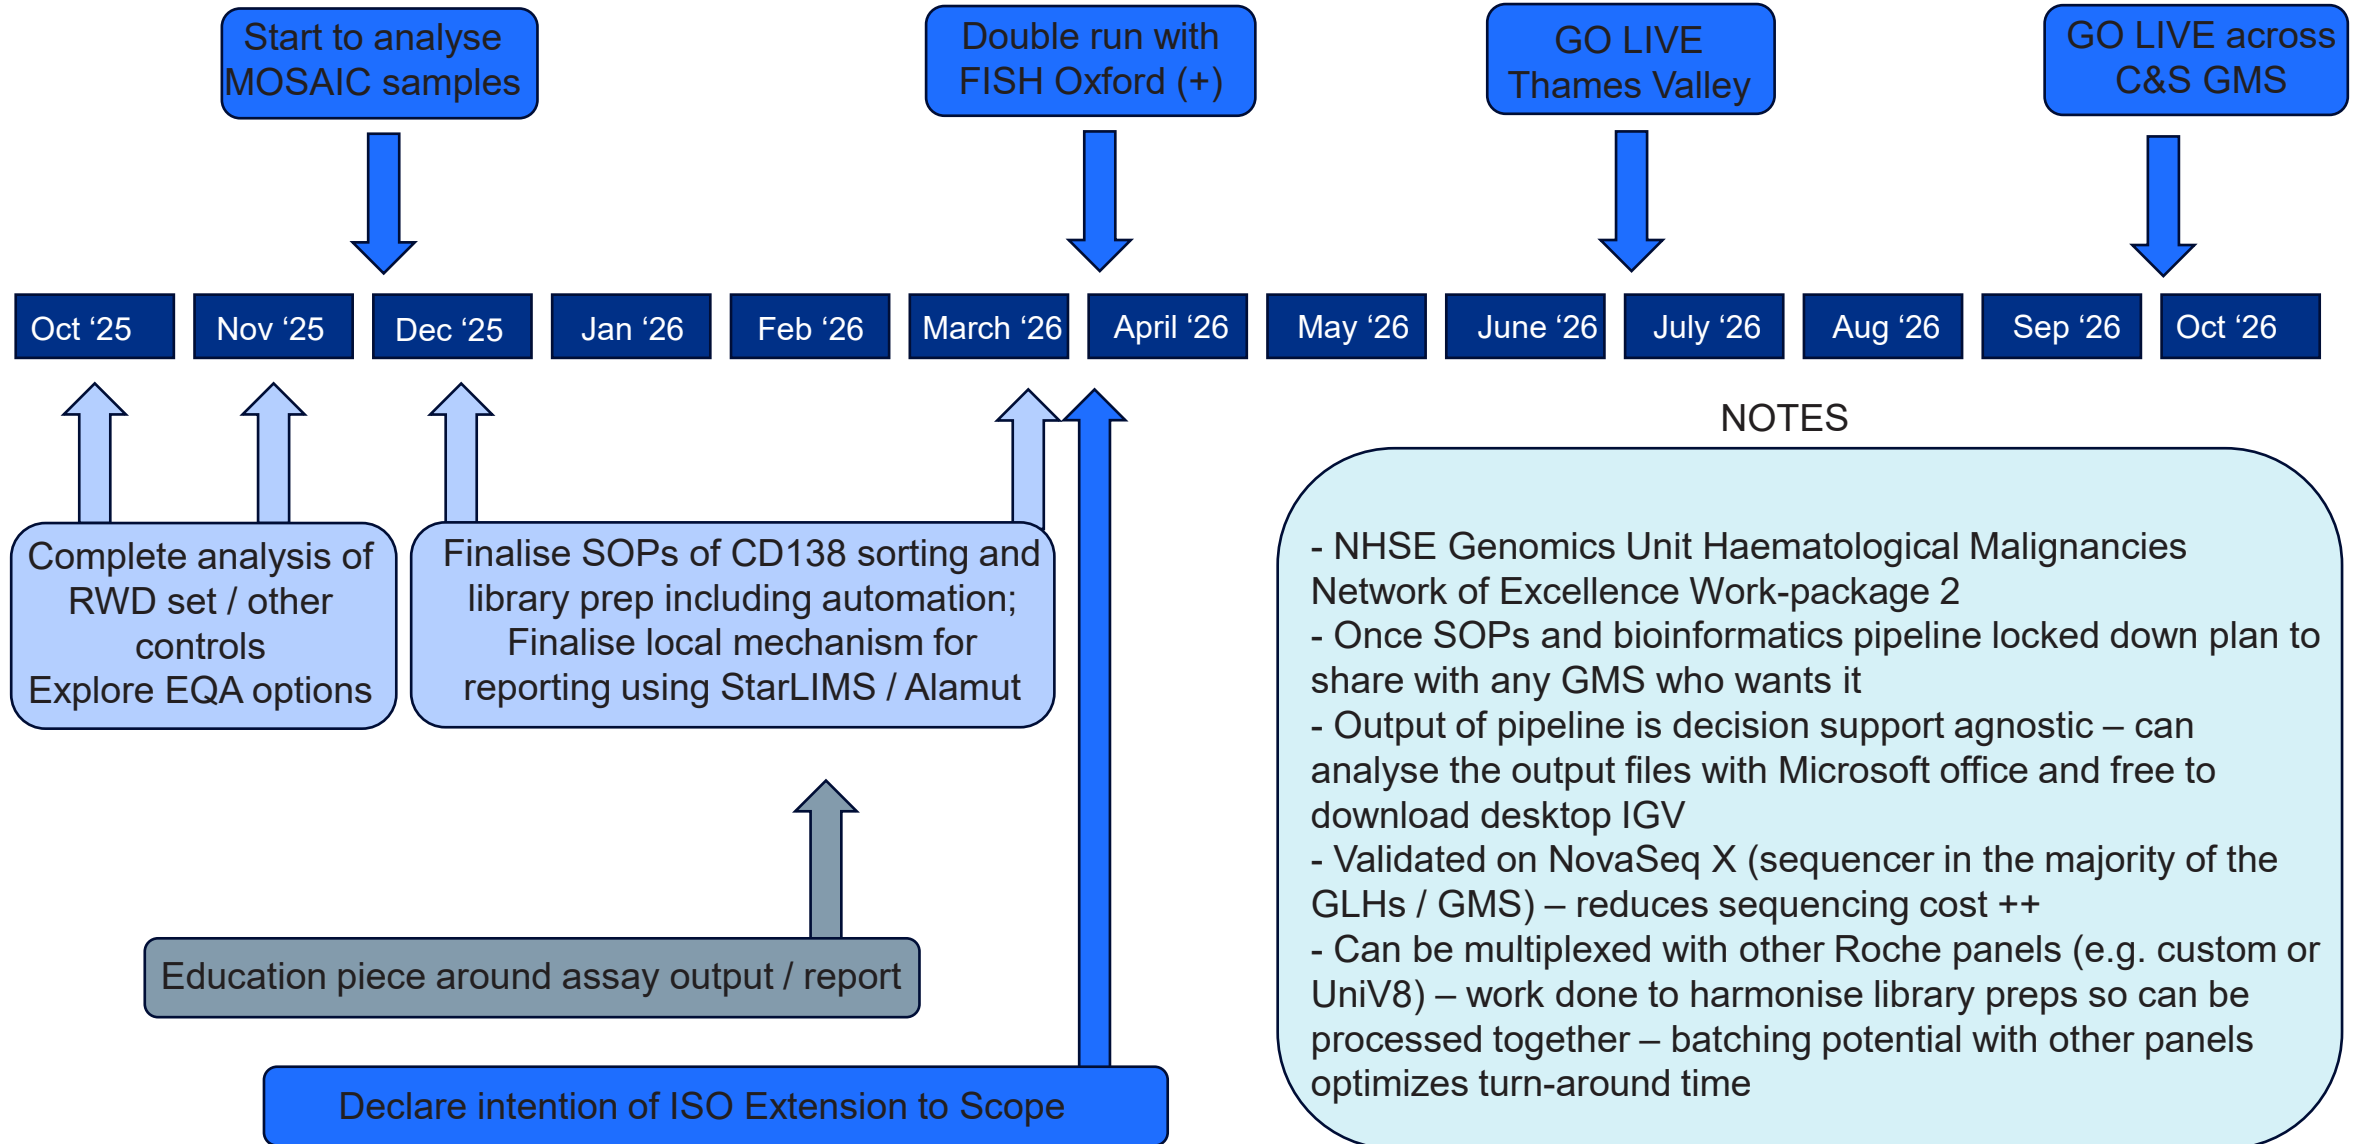 Start to analyse
MOSAIC samples
Double run with
FISH Oxford (+)
GO LIVE
Thames Valley
GO LIVE across
C&S GMS
Oct ‘25
Nov ‘25
Dec ‘25
Jan ‘26
Feb ‘26
March ‘26
April ‘26
May ‘26
June ‘26
July ‘26
Aug ‘26
Sep ‘26
Oct ‘26
Complete analysis of
RWD set / other
controls
Explore EQA options
Finalise SOPs of CD138 sorting and
library prep including automation;
Finalise local mechanism for
reporting using StarLIMS / Alamut
Education piece around assay output / report
Declare intention of ISO Extension to Scope
NOTES
- NHSE Genomics Unit Haematological Malignancies
Network of Excellence Work-package 2
- Once SOPs and bioinformatics pipeline locked down plan to
share with any GMS who wants it
- Output of pipeline is decision support agnostic – can
analyse the output files with Microsoft office and free to
download desktop IGV
- Validated on NovaSeq X (sequencer in the majority of the
GLHs / GMS) – reduces sequencing cost ++
- Can be multiplexed with other Roche panels (e.g. custom or
UniV8) – work done to harmonise library preps so can be
processed together – batching potential with other panels
optimizes turn-around time